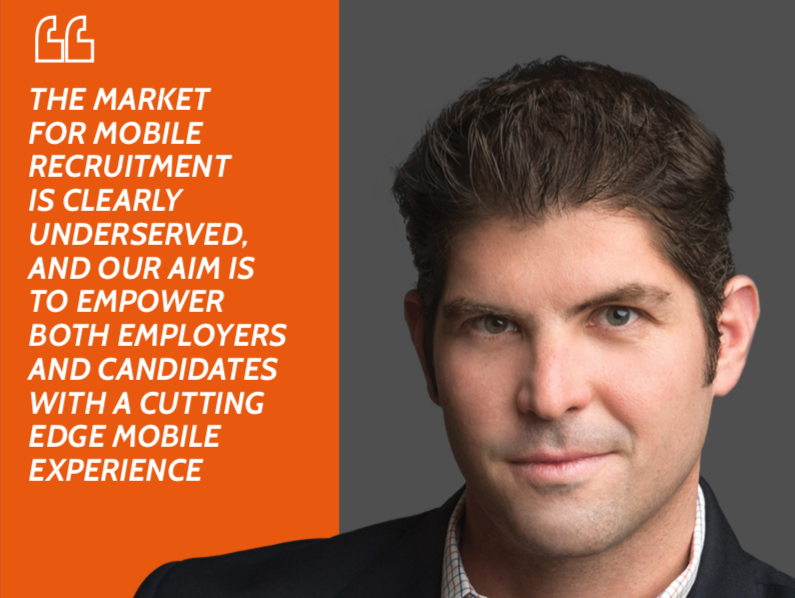 THE MARKET
FOR MOBILE
RECRUITMENT
IS CLEARLY
UNDERSERVED,
AND OUR AIM IS
TO EMPOWER
BOTH EMPLOYERS
AND CANDIDATES
WITH A CUTTING
EDGE MOBILE
EXPERIENCE